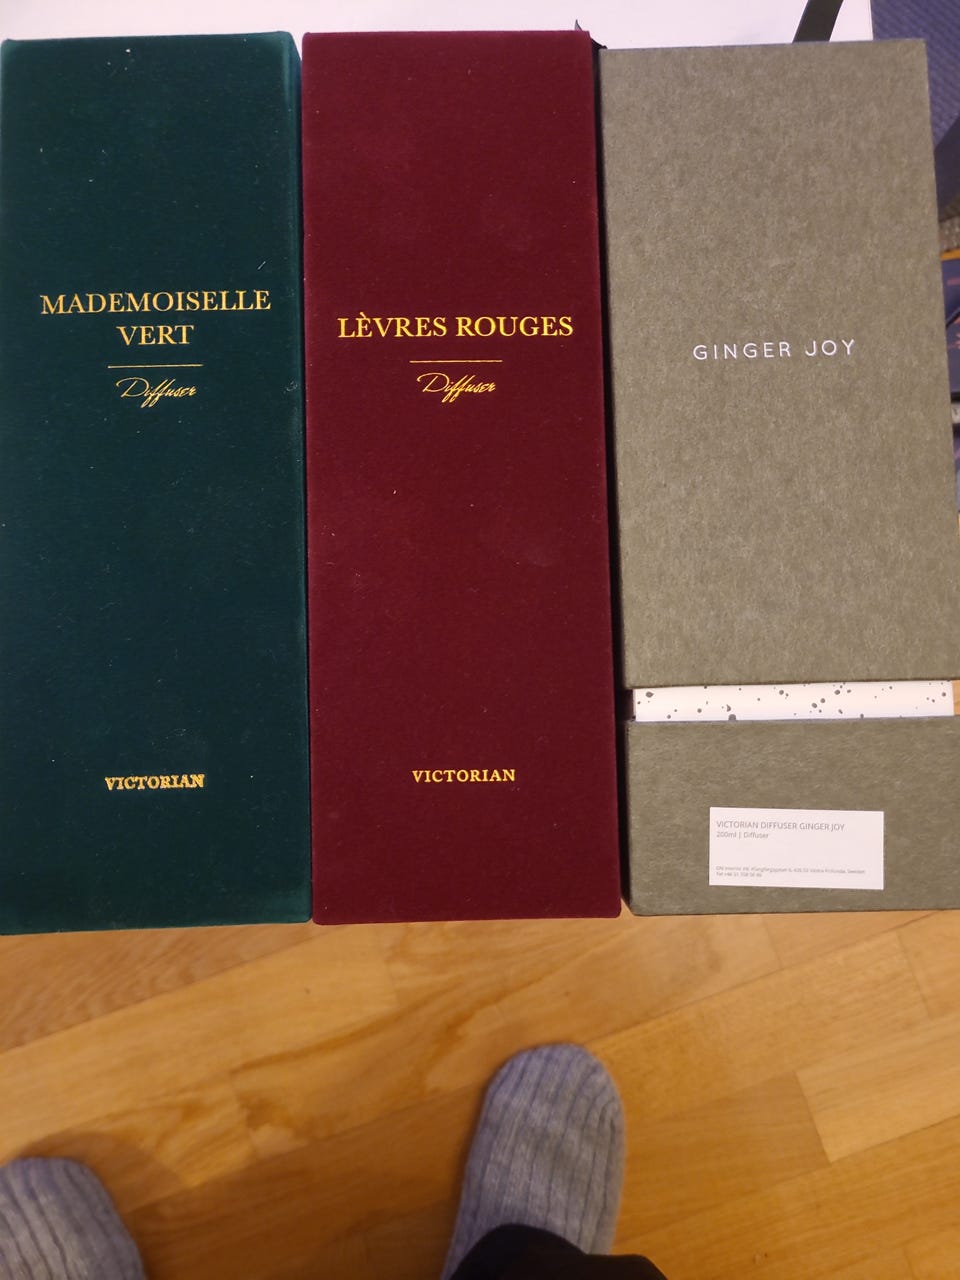 MADEMOISELLE
VERT
Diffuser
VICTORIAN
LÈVRES ROUGES
Diffuser
VICTORIAN
GINGER JOY
VICTORIAN DIFFUSER GINGER JOY
200ml | Diffuser